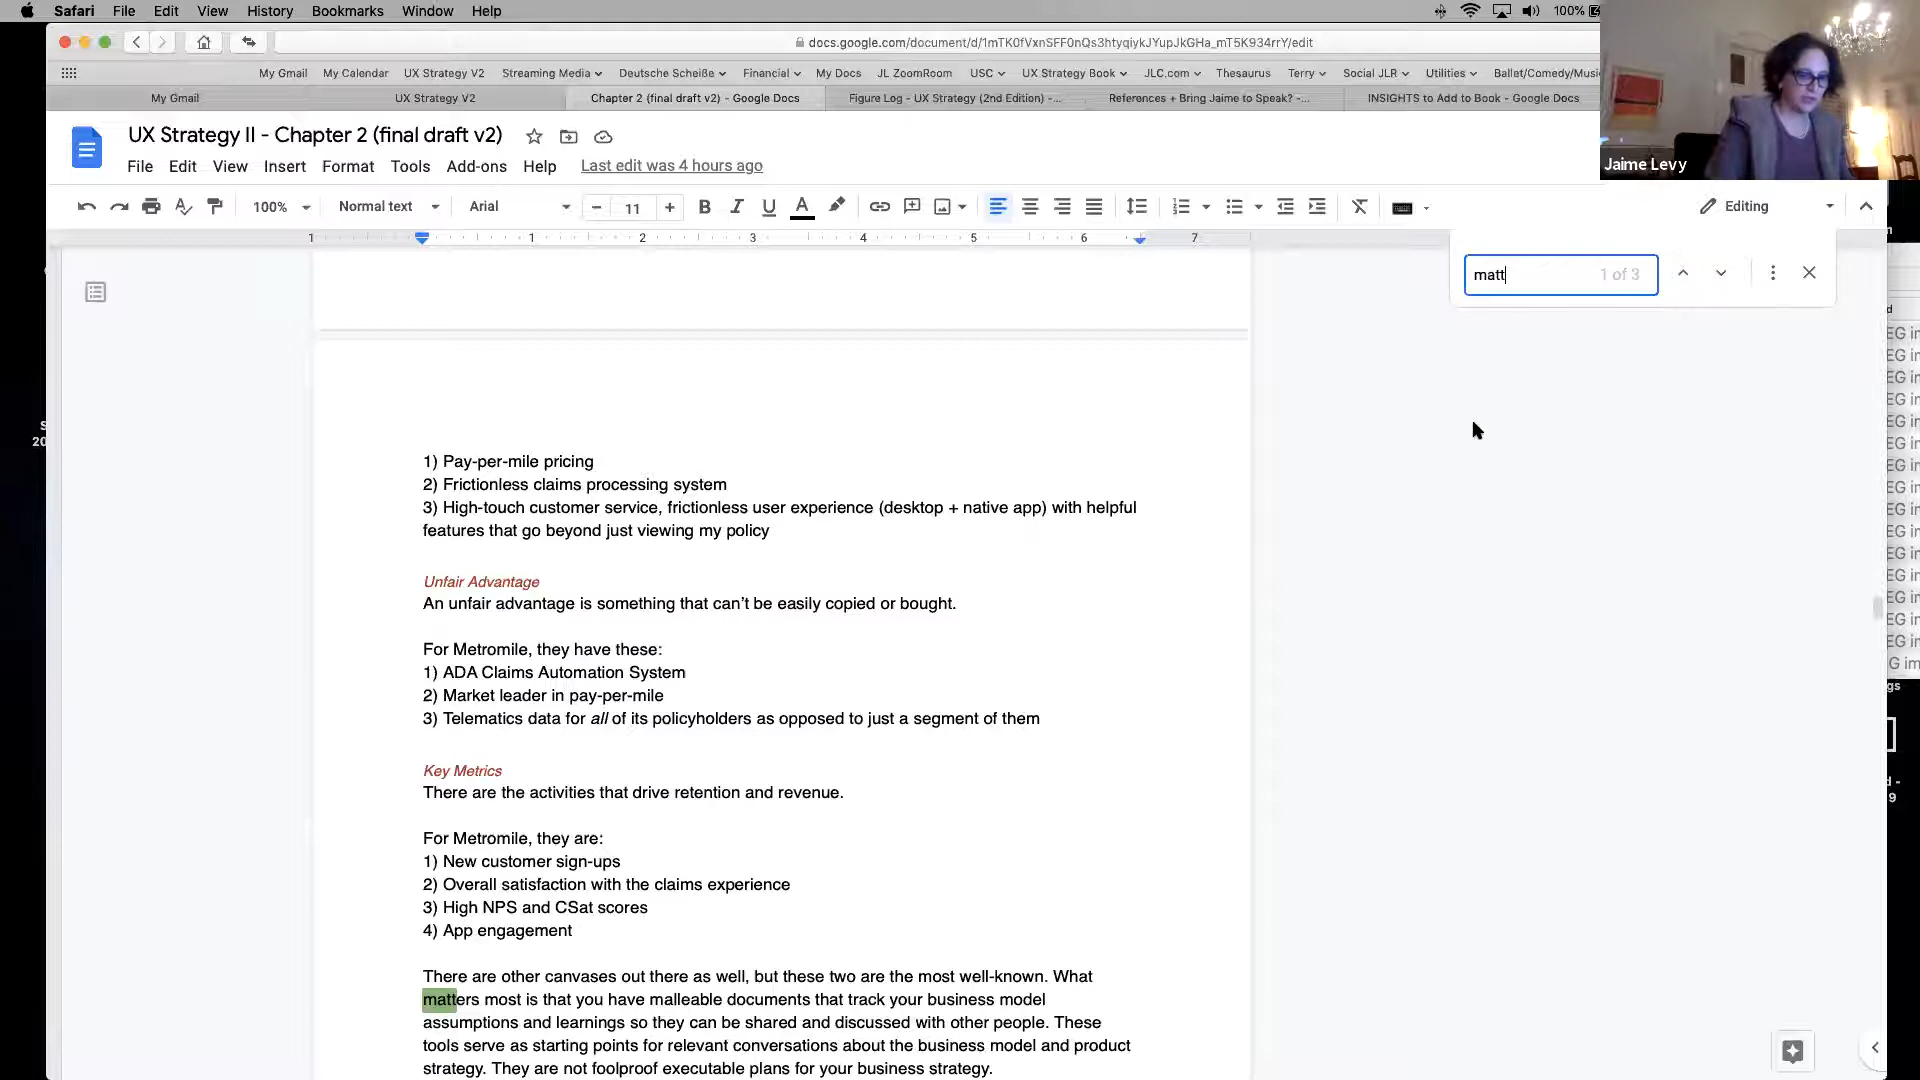 Safari File Edit View History Bookmarks Window Help 100%
docs.google.com/document/d/1mTK0fVxnSFF0nQs3htyqiykJYupJkGHa_mT5K934rrY/edit
My Gmail My Calendar UX Strategy V2 Streaming Media Deutsche Scheiße Financial My Docs JL ZoomRoom USC UX Strategy Book JLC.com Thesaurus Terry Social JLR Utilities Ballet/Comedy/Musi
My Gmail UX Strategy V2 Chapter 2 (final draft v2) - Google Docs Figure Log - UX Strategy (2nd Edition) -... References + Bring Jaime to Speak? -... INSIGHTS to Add to Book - Google Docs
UX Strategy II - Chapter 2 (final draft v2)
Jaime Levy
File Edit View Insert Format Tools Add-ons Help Last edit was 4 hours ago
100% Normal text Arial 11 B I U A Editing
1 1 2 3 4 5 6 7
matt 1 of 3
1) Pay-per-mile pricing
2) Frictionless claims processing system
3) High-touch customer service, frictionless user experience (desktop + native app) with helpful
features that go beyond just viewing my policy
Unfair Advantage
An unfair advantage is something that can't be easily copied or bought.
For Metromile, they have these:
1) ADA Claims Automation System
2) Market leader in pay-per-mile
3) Telematics data for all of its policyholders as opposed to just a segment of them
Key Metrics
There are the activities that drive retention and revenue.
For Metromile, they are:
1) New customer sign-ups
2) Overall satisfaction with the claims experience
3) High NPS and CSat scores
4) App engagement
There are other canvases out there as well, but these two are the most well-known. What
matters most is that you have malleable documents that track your business model
assumptions and learnings so they can be shared and discussed with other people. These
tools serve as starting points for relevant conversations about the business model and product
strategy. They are not foolproof executable plans for your business strategy.